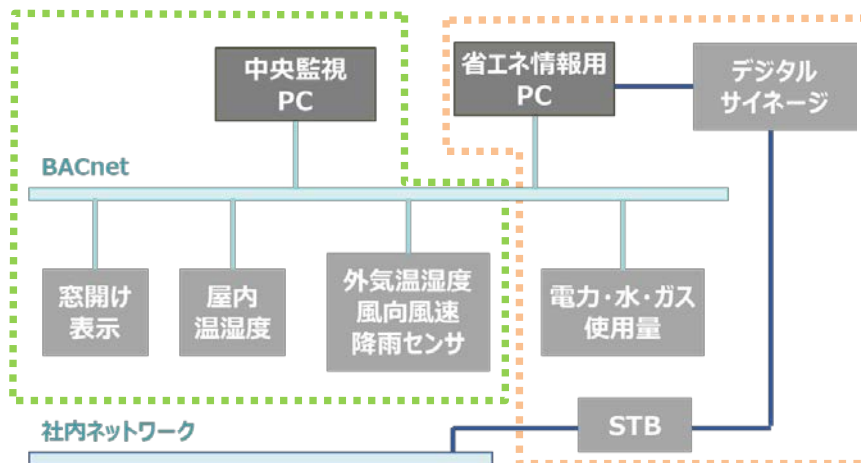 中央監視
PC
省エネ情報用
PC
デジタル
サイネージ
BACnet
窓開け
表示
屋内
温湿度
外気温湿度
風向風速
降雨センサ
電力・水・ガス
使用量
社内ネットワーク
STB